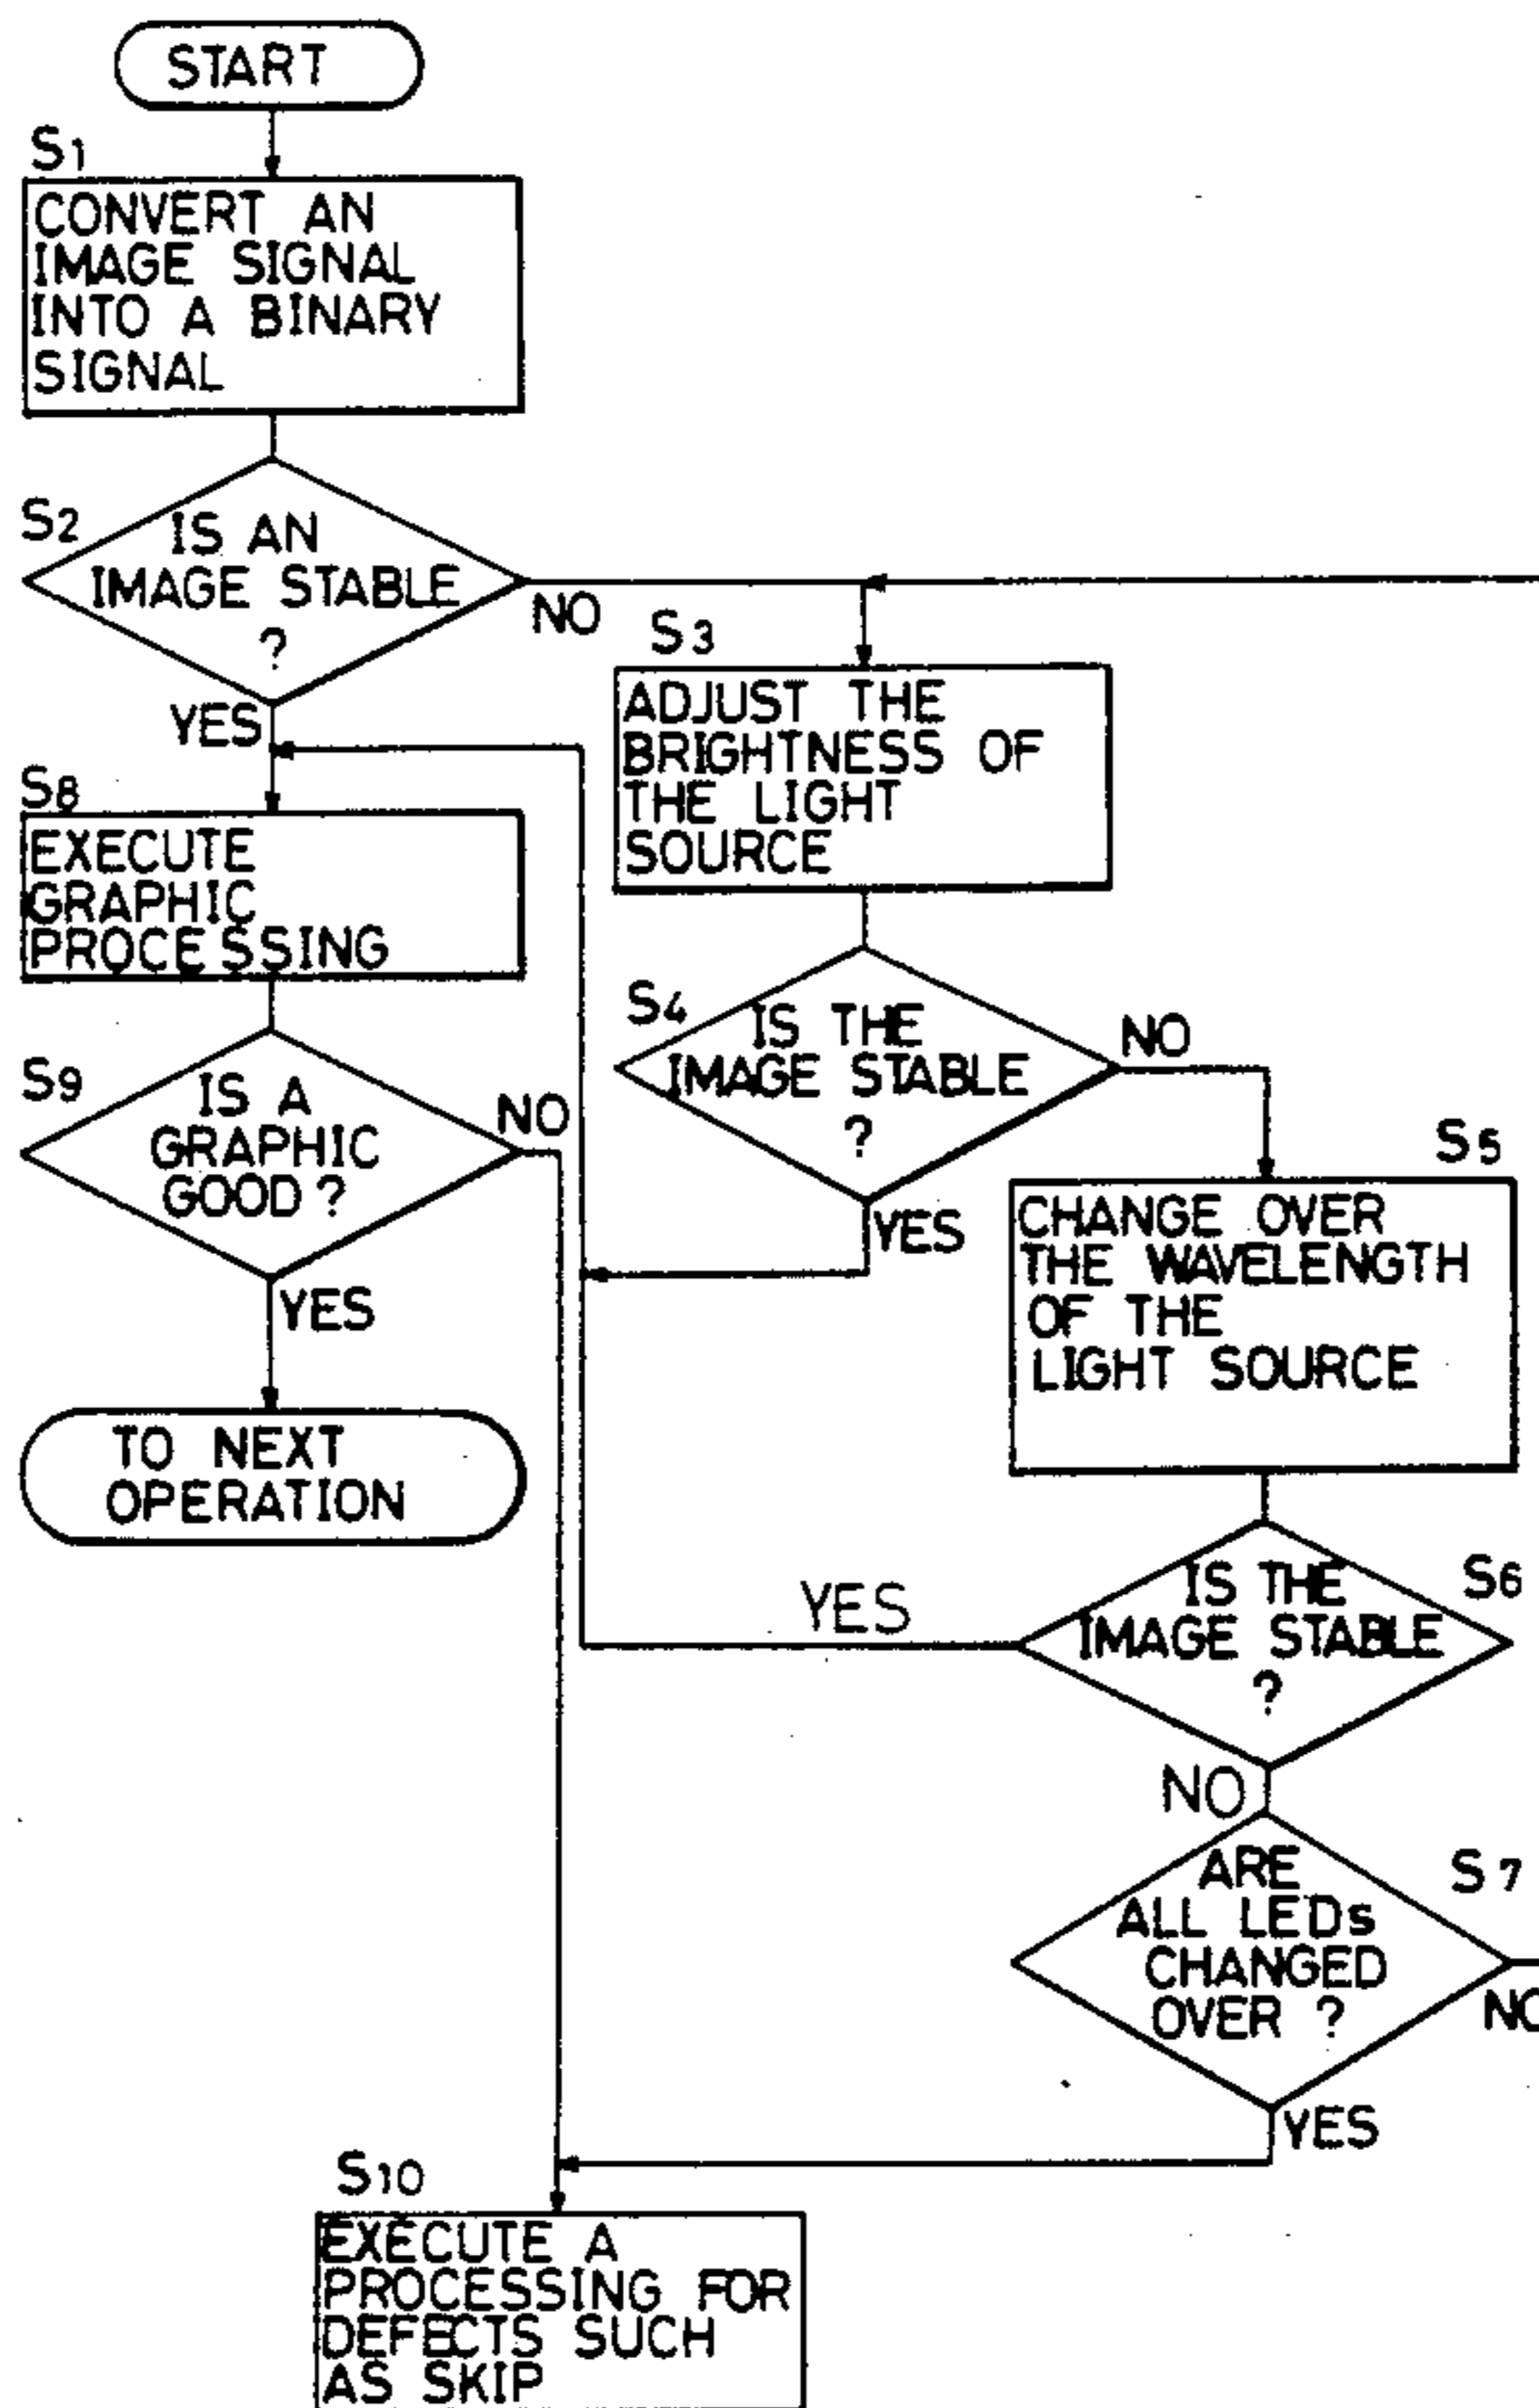 START
S1
CONVERT AN
IMAGE SIGNAL
INTO A BINARY
SIGNAL
S2
IS AN
IMAGE STABLE
?
NO
YES
S3
ADJUST THE
BRIGHTNESS OF
THE LIGHT
SOURCE
S4
IS THE
IMAGE STABLE
?
NO
YES
S5
CHANGE OVER
THE WAVELENGTH
OF THE
LIGHT SOURCE
S6
IS THE
IMAGE STABLE
?
YES
NO
S7
ARE
ALL LEDs
CHANGED
OVER ?
NO
YES
S8
EXECUTE
GRAPHIC
PROCESSING
S9
IS A
GRAPHIC
GOOD ?
NO
YES
TO NEXT
OPERATION
S10
EXECUTE A
PROCESSING FOR
DEFECTS SUCH
AS SKIP